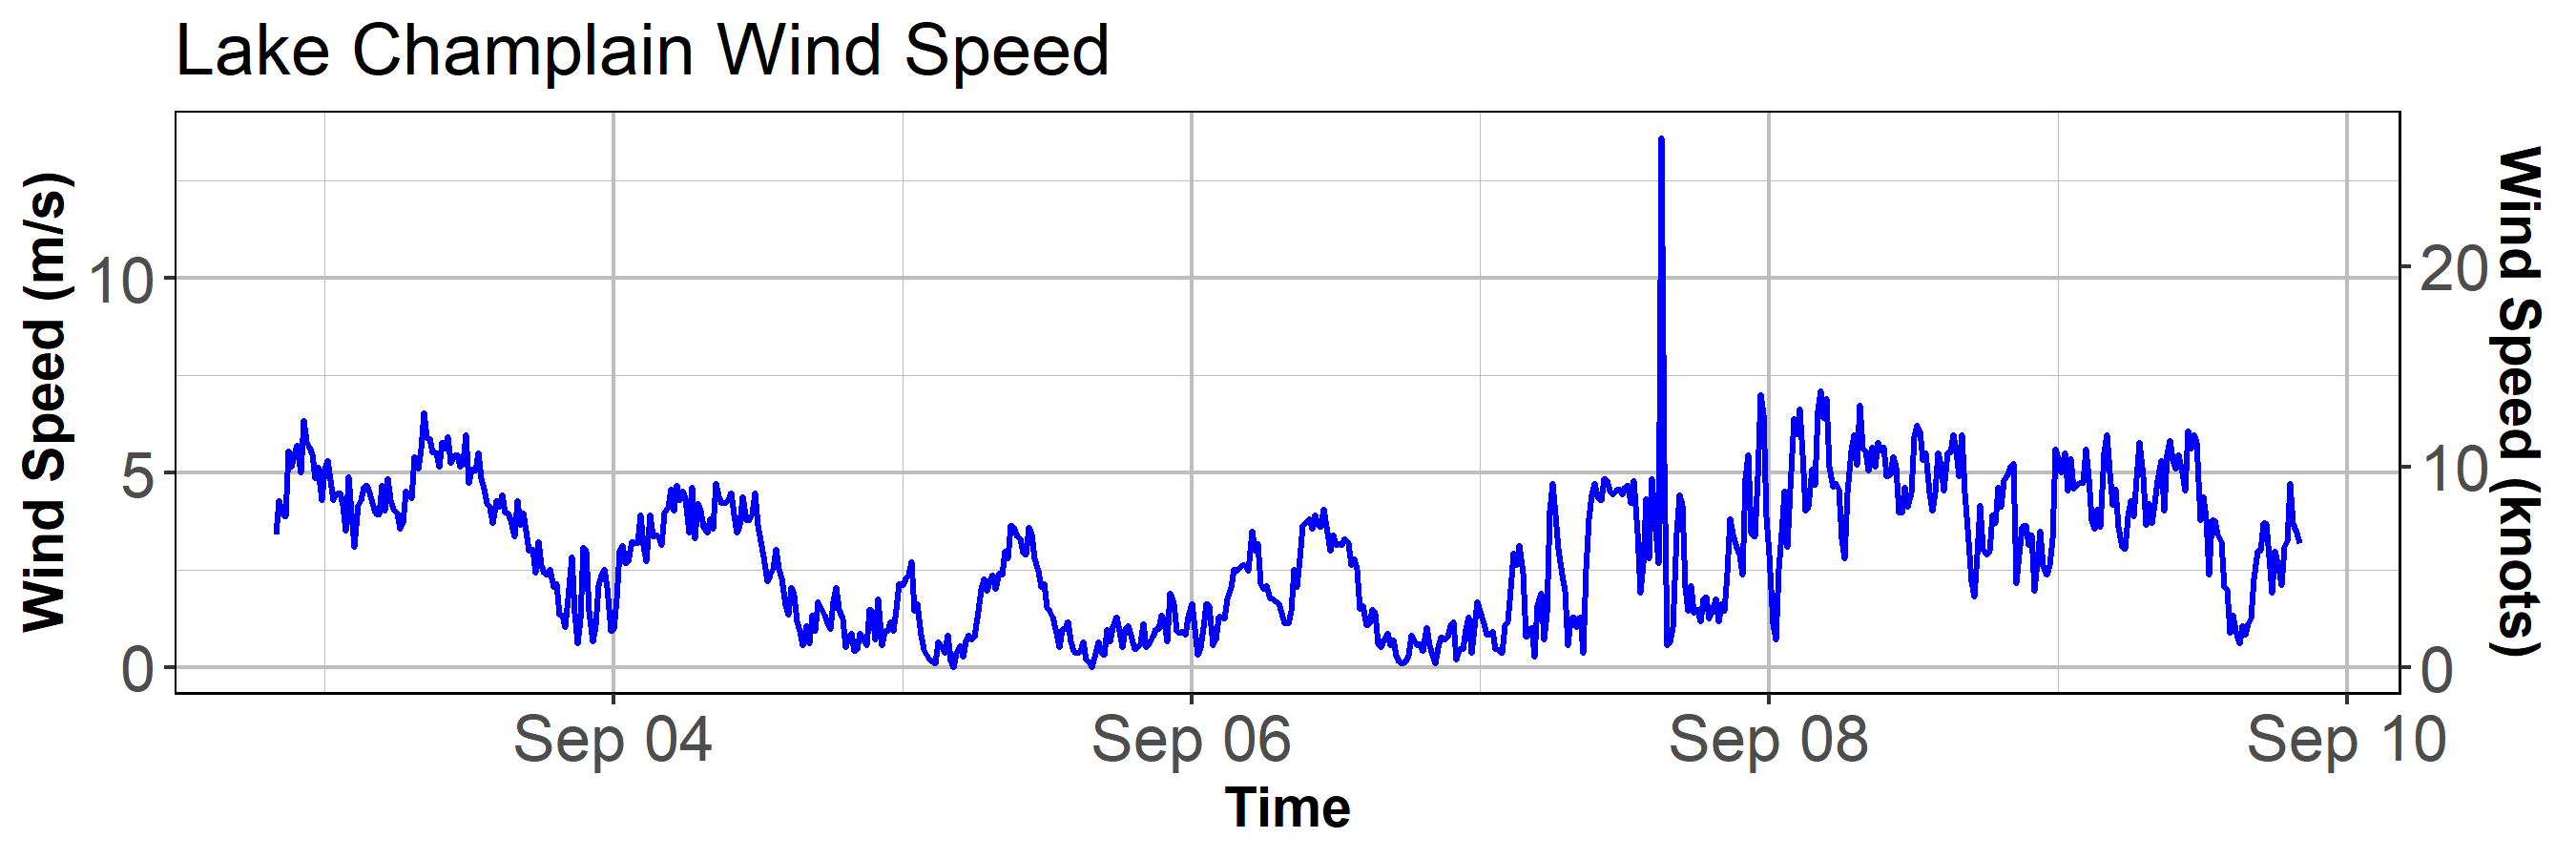 Lake Champlain Wind Speed
Wind Speed (m/s)
10
5
0
20
10
0
Wind Speed (knots)
Sep 04
Sep 06
Sep 08
Sep 10
Time